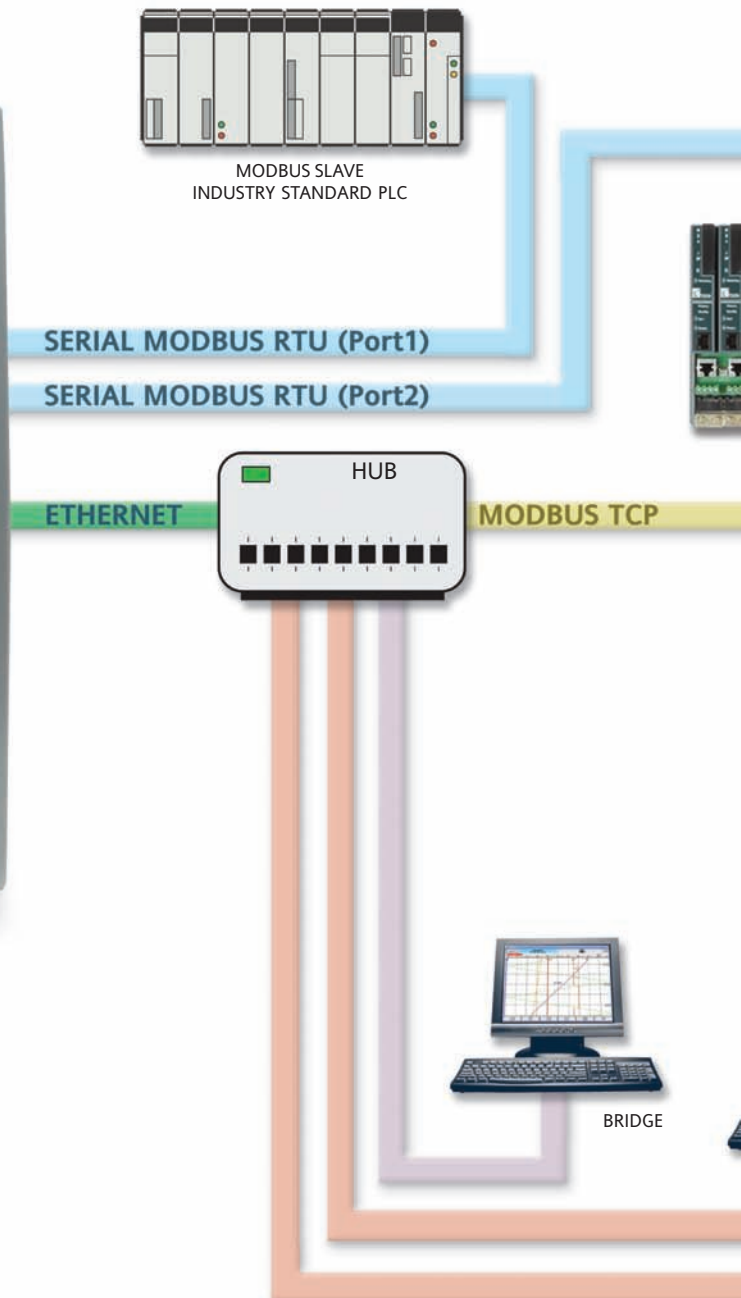 MODBUS SLAVE
INDUSTRY STANDARD PLC
SERIAL MODBUS RTU (Port1)
SERIAL MODBUS RTU (Port2)
HUB
ETHERNET
MODBUS TCP
BRIDGE